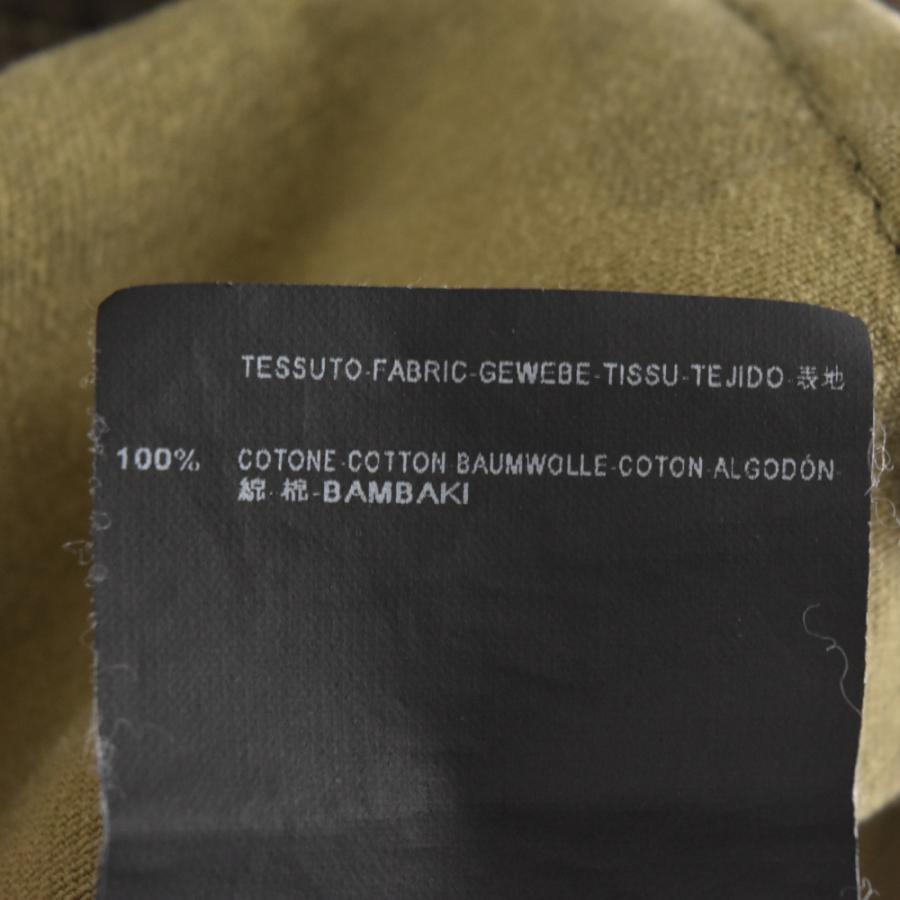 TESSUTO-FABRIC-GEWEBE-TISSU-TEJIDO-表地
100% COTONE-COTTON BAUMWOLLE-COTON-ALGODÓN-
綿-棉-BAMBAKI